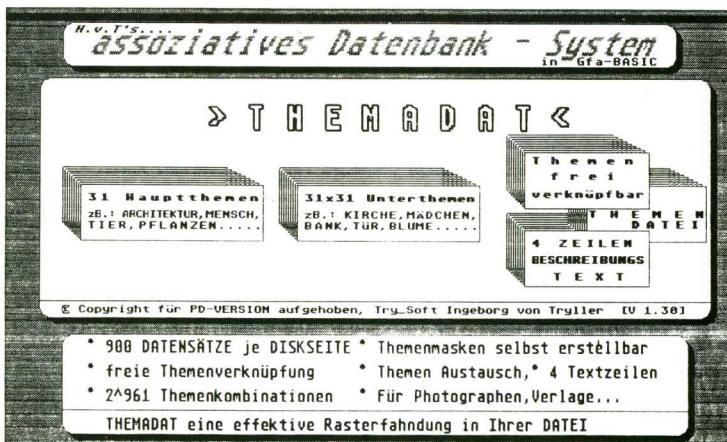 H.v.T's....
assoziatives Datenbank - System
in Gfa-BASIC
> T H E M A D A T <
31 Hauptthemen
zB.: ARCHITEKTUR,MENSCH,
TIER,PFLANZEN.....
31x31 Unterthemen
zB.: KIRCHE,MÄDCHEN,
BANK,TüR,BLUME.....
Themen
frei
verknüpfbar
THEMEN
DATEI
4 ZEILEN
BESCHREIBUNGS
TEXT
© Copyright für PD-VERSION aufgehoben, Try_Soft Ingeborg von Tryller [V 1.30]
* 900 DATENSÄTZE je DISKSEITE * Themenmasken selbst erstellbar
* freie Themenverknüpfung * Themen Austausch,* 4 Textzeilen
* 2^961 Themenkombinationen * Für Photographen,Verlage...
THEMADAT eine effektive Rasterfahndung in Ihrer DATEI